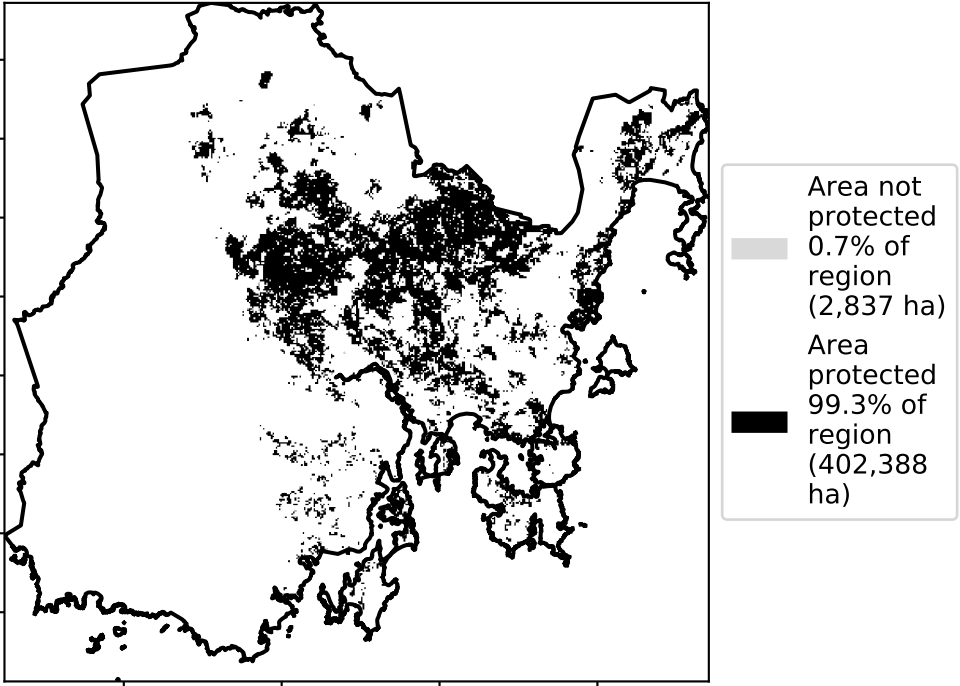 Area not
protected
0.7% of
region
(2,837 ha)
Area
protected
99.3% of
region
(402,388
ha)